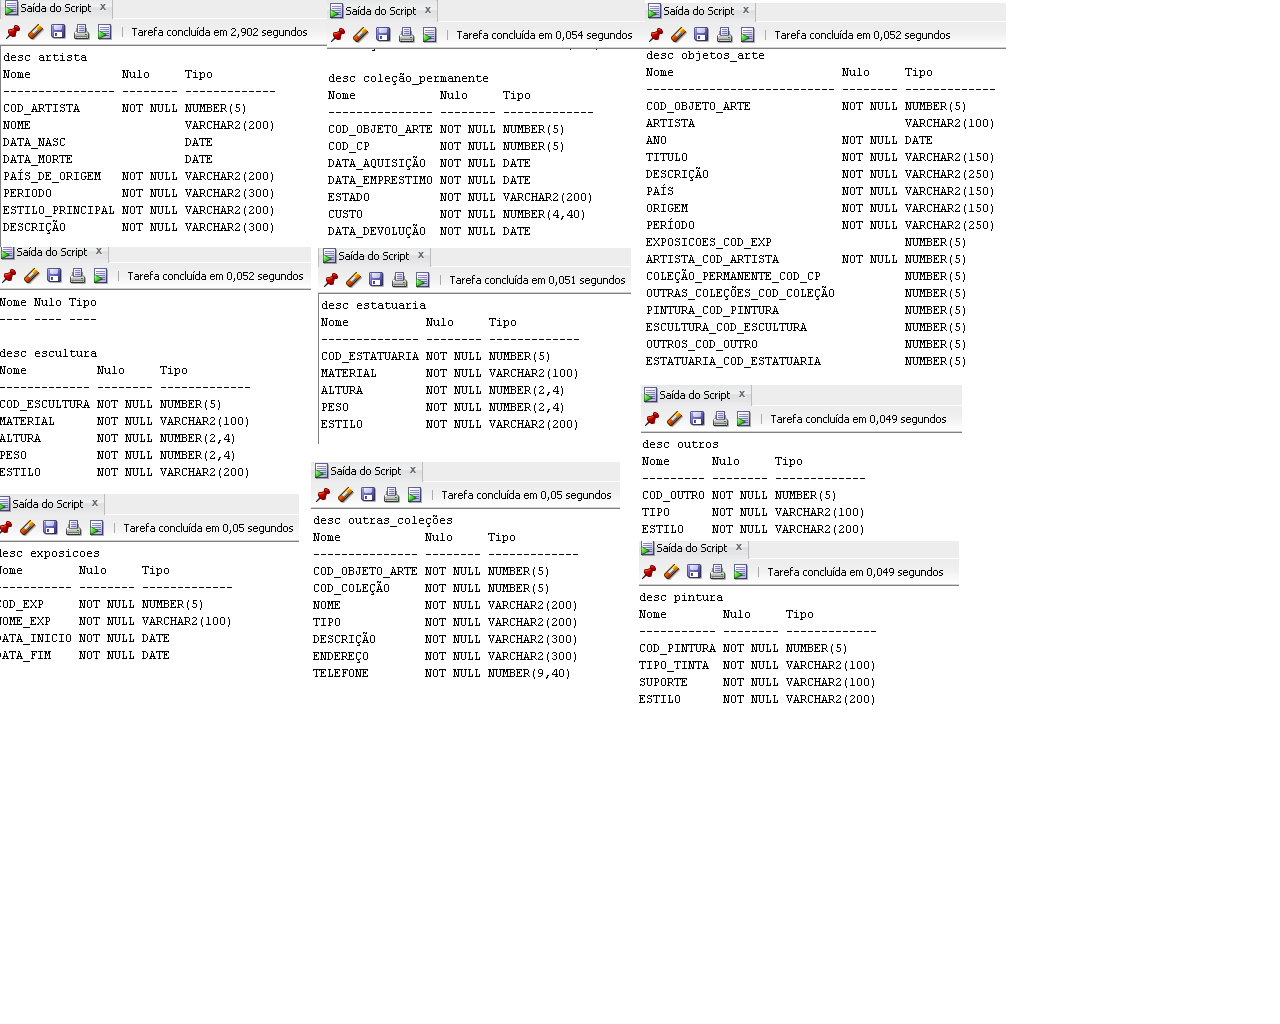 Saída do Script x
Tarefa concluída em 2,902 segundos
desc artista
Nome Nulo Tipo
---------------- -------- -------------
COD_ARTISTA NOT NULL NUMBER(5)
NOME VARCHAR2(200)
DATA_NASC DATE
DATA_MORTE DATE
PAÍS_DE_ORIGEM NOT NULL VARCHAR2(200)
PERIODO NOT NULL VARCHAR2(300)
ESTILO_PRINCIPAL NOT NULL VARCHAR2(200)
DESCRIÇÃO NOT NULL VARCHAR2(300)
Saída do Script x
Tarefa concluída em 0,054 segundos
desc coleção_permanente
Nome Nulo Tipo
--------------- -------- -------------
COD_OBJETO_ARTE NOT NULL NUMBER(5)
COD_CP NOT NULL NUMBER(5)
DATA_AQUISIÇÃO NOT NULL DATE
DATA_EMPRESTIMO NOT NULL DATE
ESTADO NOT NULL VARCHAR2(200)
CUSTO NOT NULL NUMBER(4,40)
DATA_DEVOLUÇÃO NOT NULL DATE
Saída do Script x
Tarefa concluída em 0,052 segundos
desc objetos_arte
Nome Nulo Tipo
--------------------------- -------- -------------
COD_OBJETO_ARTE NOT NULL NUMBER(5)
ARTISTA VARCHAR2(100)
ANO NOT NULL DATE
TITULO NOT NULL VARCHAR2(150)
DESCRIÇÃO NOT NULL VARCHAR2(250)
PAÍS NOT NULL VARCHAR2(150)
ORIGEM NOT NULL VARCHAR2(150)
PERÍODO NOT NULL VARCHAR2(250)
EXPOSICOES_COD_EXP NUMBER(5)
ARTISTA_COD_ARTISTA NOT NULL NUMBER(5)
COLEÇÃO_PERMANENTE_COD_CP NUMBER(5)
OUTRAS_COLEÇÕES_COD_COLEÇÃO NUMBER(5)
PINTURA_COD_PINTURA NUMBER(5)
ESCULTURA_COD_ESCULTURA NUMBER(5)
OUTROS_COD_OUTRO NUMBER(5)
ESTATUARIA_COD_ESTATUARIA NUMBER(5)
Saída do Script x
Tarefa concluída em 0,052 segundos
Nome Nulo Tipo
---- ---- ----
desc escultura
Nome Nulo Tipo
------------- -------- -------------
COD_ESCULTURA NOT NULL NUMBER(5)
MATERIAL NOT NULL VARCHAR2(100)
ALTURA NOT NULL NUMBER(2,4)
PESO NOT NULL NUMBER(2,4)
ESTILO NOT NULL VARCHAR2(200)
Saída do Script x
Tarefa concluída em 0,051 segundos
desc estatuaria
Nome Nulo Tipo
-------------- -------- -------------
COD_ESTATUARIA NOT NULL NUMBER(5)
MATERIAL NOT NULL VARCHAR2(100)
ALTURA NOT NULL NUMBER(2,4)
PESO NOT NULL NUMBER(2,4)
ESTILO NOT NULL VARCHAR2(200)
Saída do Script x
Tarefa concluída em 0,049 segundos
desc outros
Nome Nulo Tipo
--------- -------- -------------
COD_OUTRO NOT NULL NUMBER(5)
TIPO NOT NULL VARCHAR2(100)
ESTILO NOT NULL VARCHAR2(200)
Saída do Script x
Tarefa concluída em 0,05 segundos
desc exposicoes
Nome Nulo Tipo
----------- -------- -------------
COD_EXP NOT NULL NUMBER(5)
NOME_EXP NOT NULL VARCHAR2(100)
DATA_INICIO NOT NULL DATE
DATA_FIM NOT NULL DATE
Saída do Script x
Tarefa concluída em 0,05 segundos
desc outras_coleções
Nome Nulo Tipo
--------------- -------- -------------
COD_OBJETO_ARTE NOT NULL NUMBER(5)
COD_COLEÇÃO NOT NULL NUMBER(5)
NOME NOT NULL VARCHAR2(200)
TIPO NOT NULL VARCHAR2(200)
DESCRIÇÃO NOT NULL VARCHAR2(300)
ENDEREÇO NOT NULL VARCHAR2(300)
TELEFONE NOT NULL NUMBER(9,40)
Saída do Script x
Tarefa concluída em 0,049 segundos
desc pintura
Nome Nulo Tipo
----------- -------- -------------
COD_PINTURA NOT NULL NUMBER(5)
TIPO_TINTA NOT NULL VARCHAR2(100)
SUPORTE NOT NULL VARCHAR2(100)
ESTILO NOT NULL VARCHAR2(200)